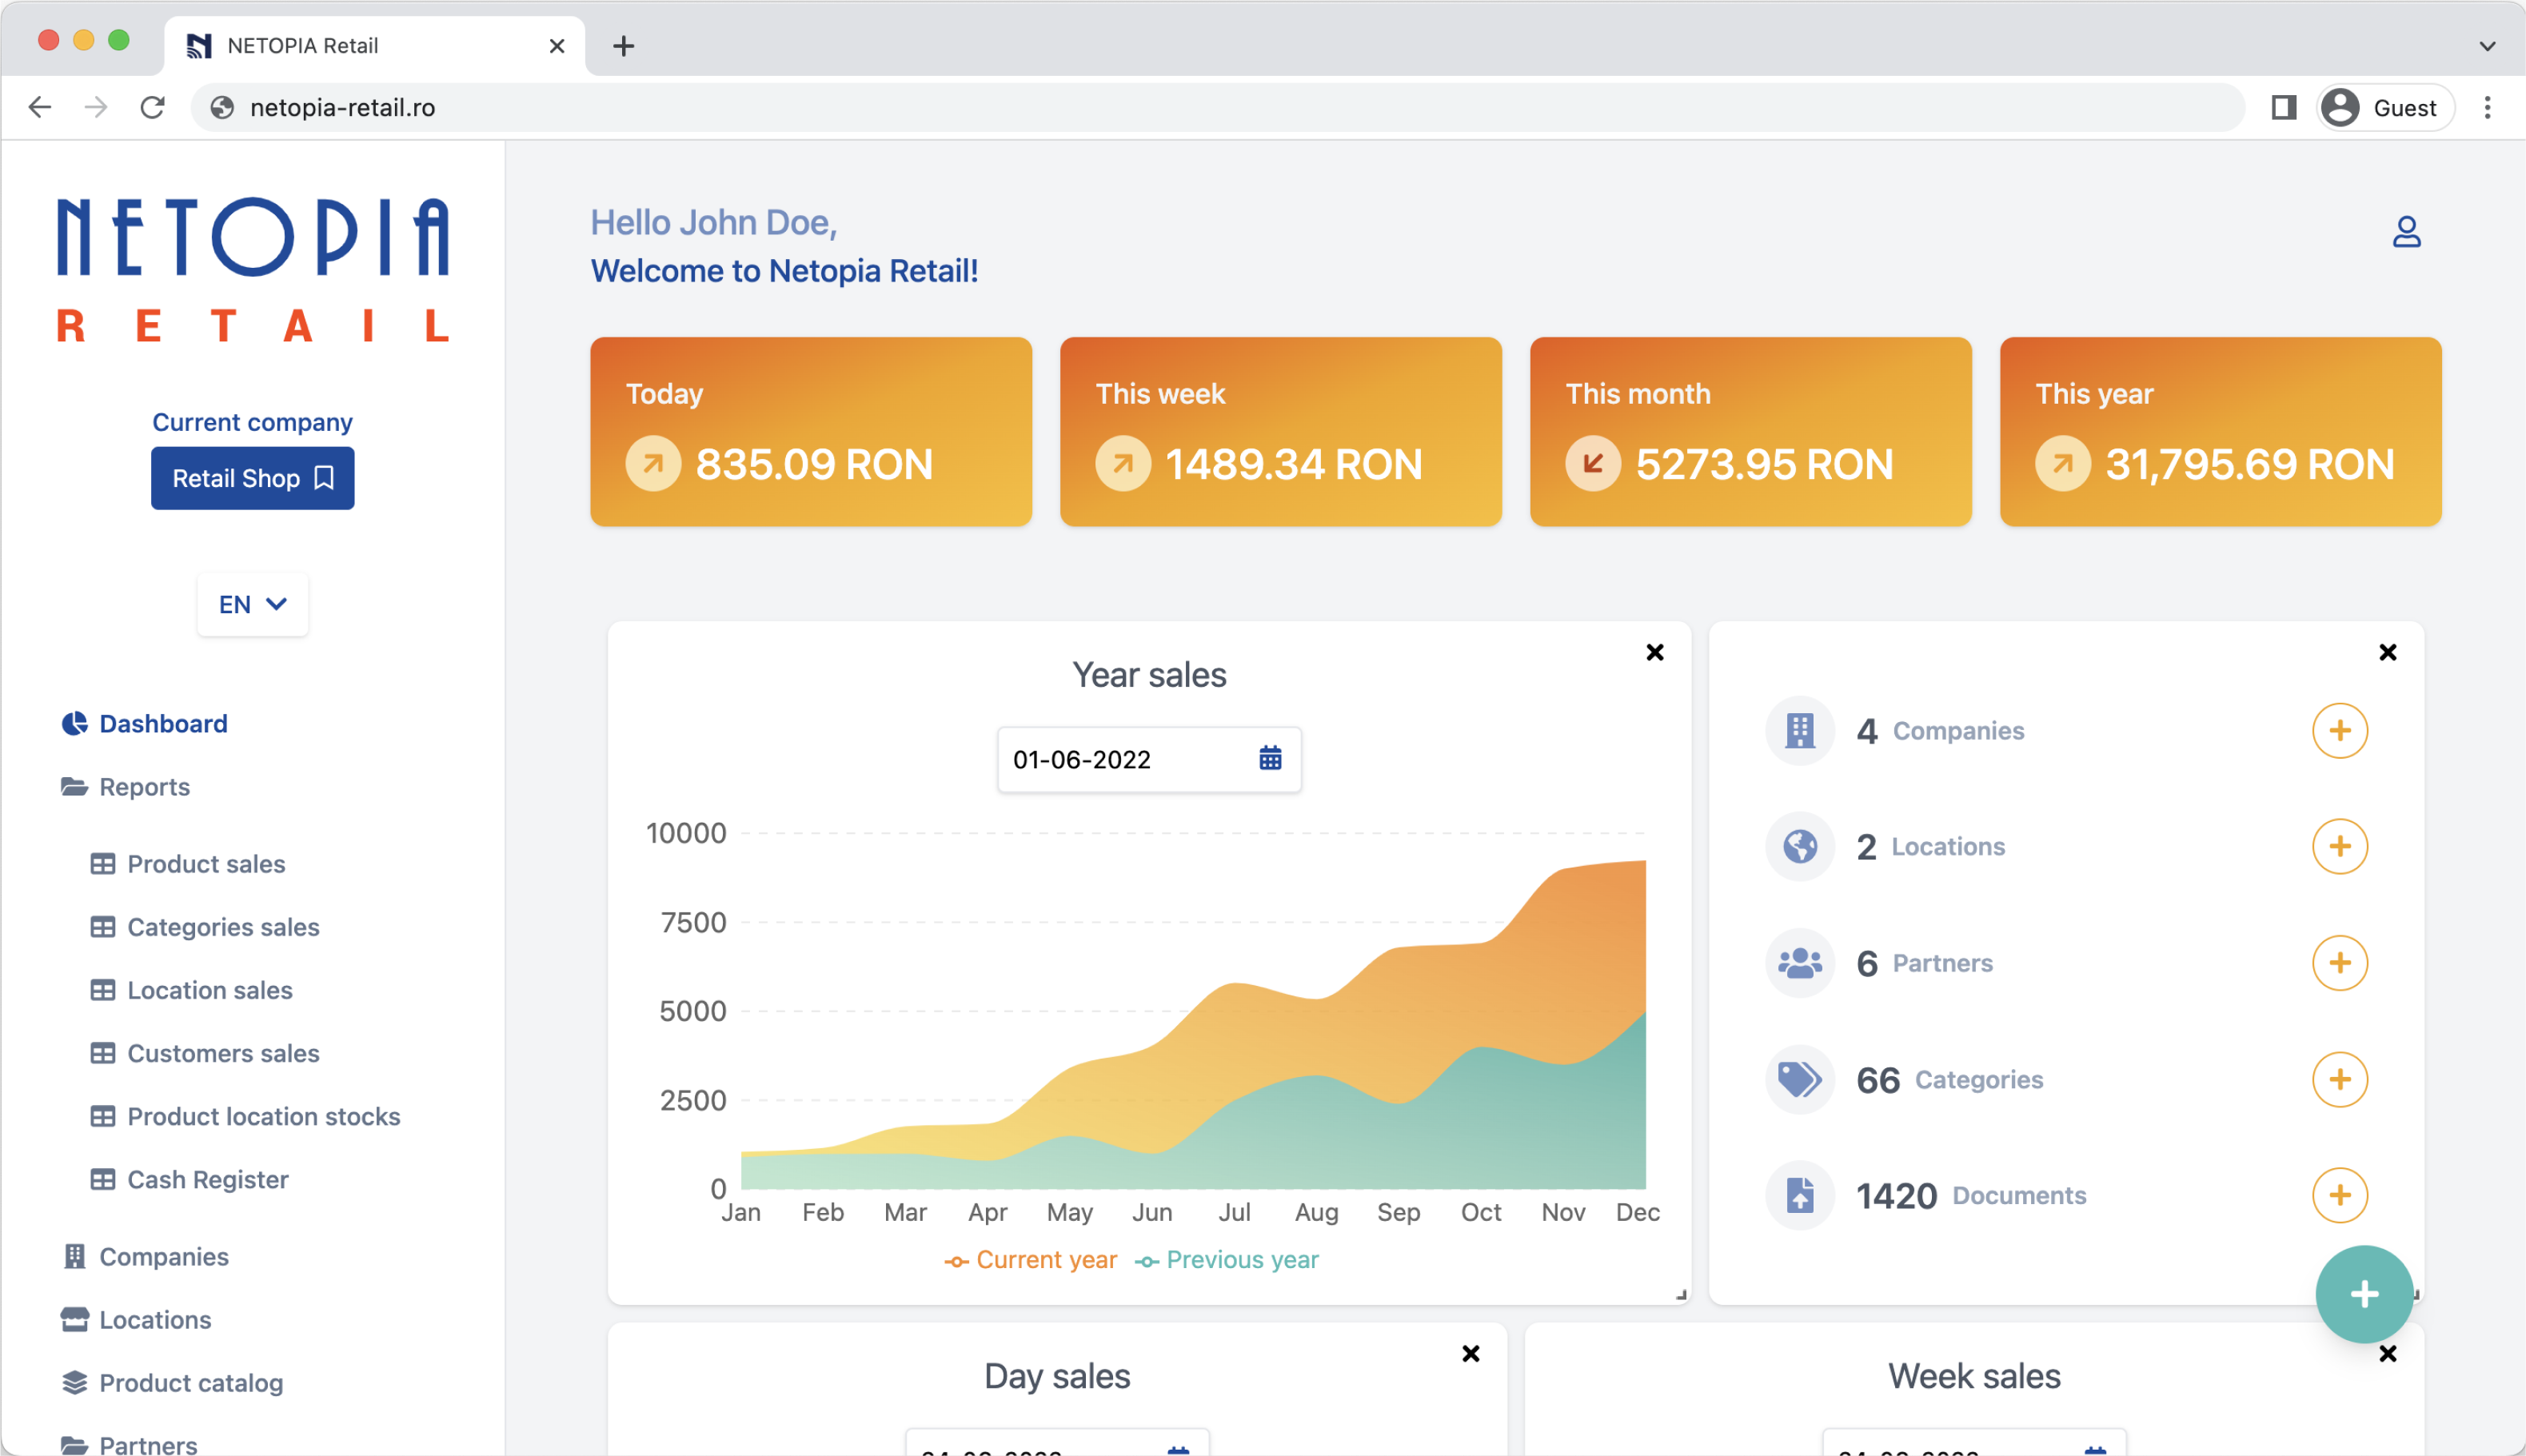 NETOPIA Retail
netopia-retail.ro
Guest
NETOPIA
RETAIL
Current company
Retail Shop
EN
Dashboard
Reports
Product sales
Categories sales
Location sales
Customers sales
Product location stocks
Cash Register
Companies
Locations
Product catalog
Partners
Hello John Doe,
Welcome to Netopia Retail!
Today
835.09 RON
This week
1489.34 RON
This month
5273.95 RON
This year
31,795.69 RON
Year sales
01-06-2022
10000
7500
5000
2500
0
Jan Feb Mar Apr May Jun Jul Aug Sep Oct Nov Dec
Current year Previous year
4 Companies
2 Locations
6 Partners
66 Categories
1420 Documents
Day sales
Week sales